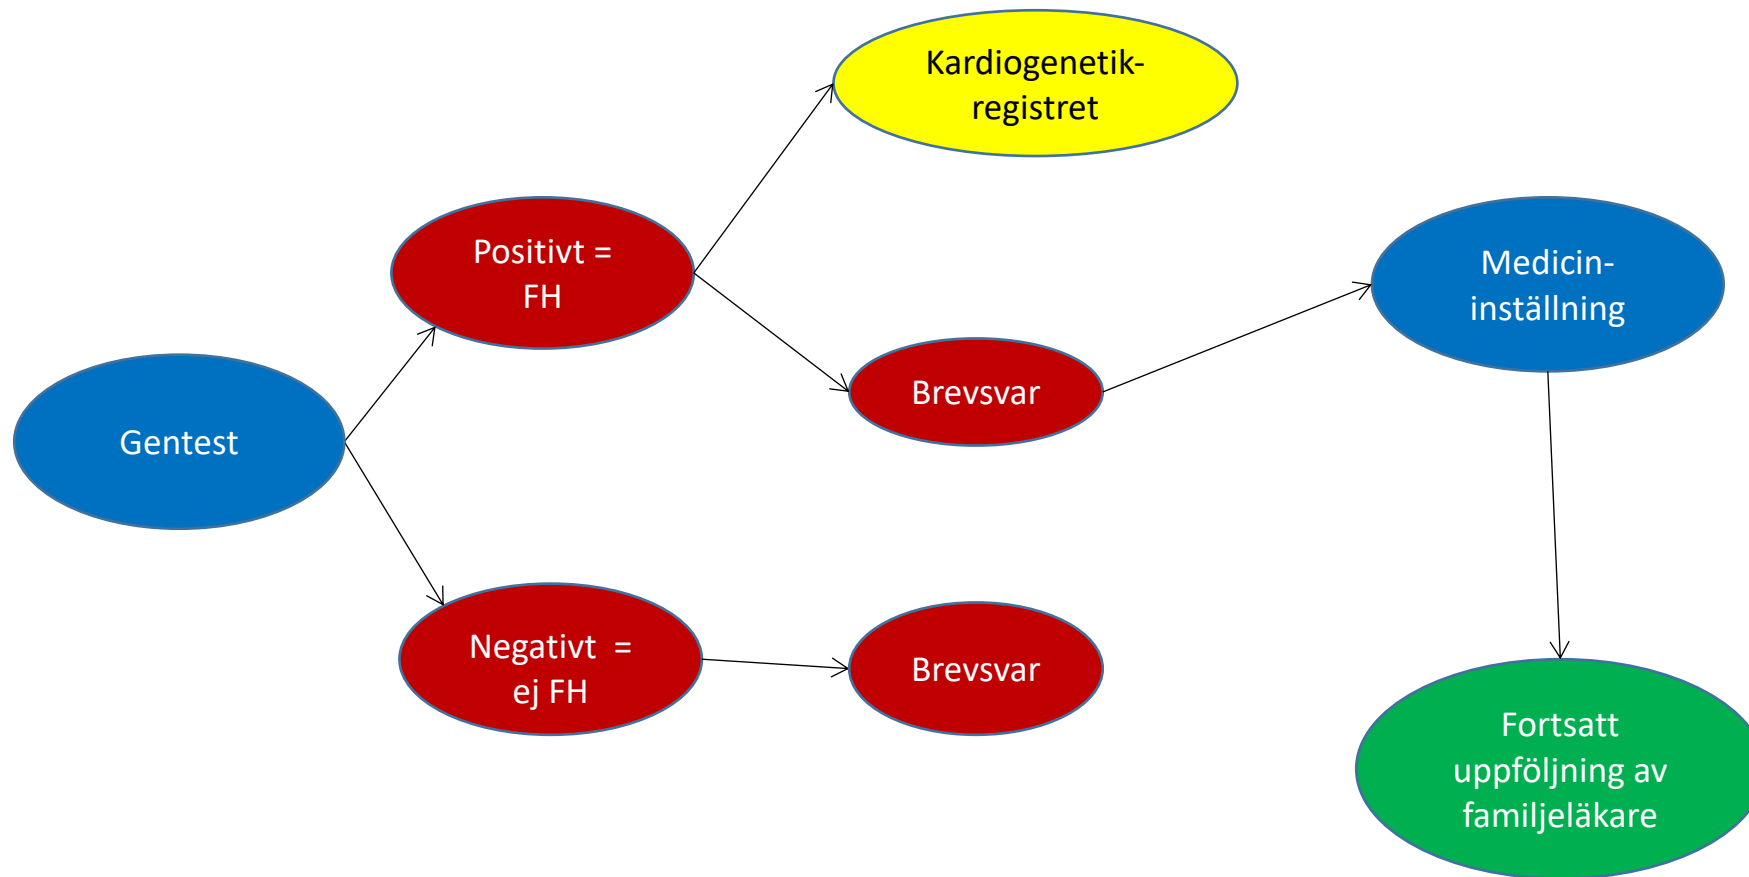 Kardiogenetik-
registret
Positivt =
FH
Medicin-
inställning
Brevsvar
Gentest
Negativt  =
ej FH
Brevsvar
Fortsatt
uppföljning av
familjeläkare